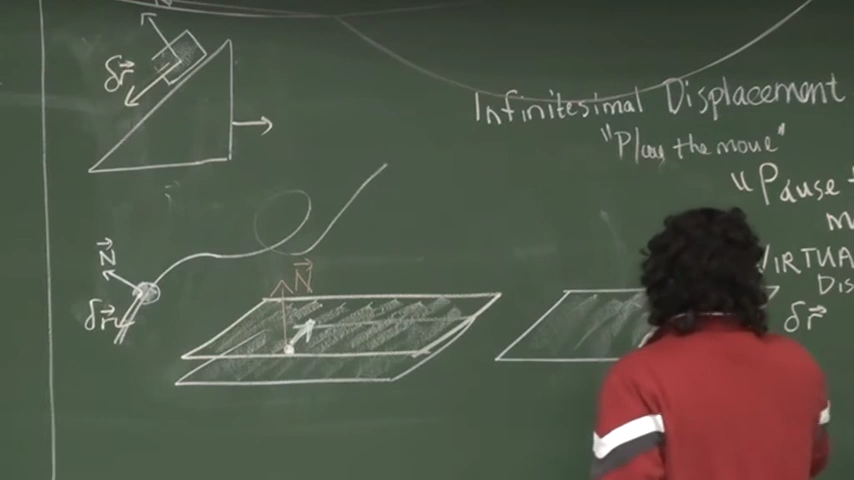 δr⃗
Infinitesimal Displacement
"Play the movie"
"Pause
N⃗
N⃗
δr⃗
VIRTUA
Dis
δr⃗